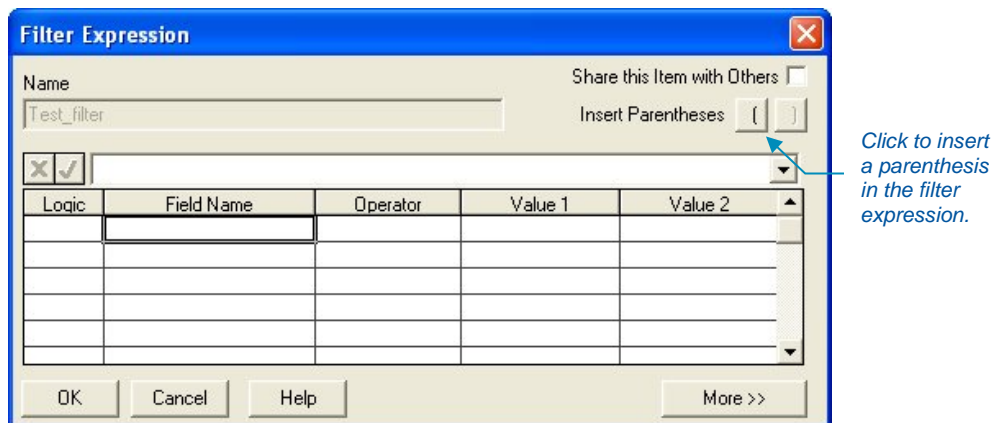 Filter Expression
Share this Item with Others
Name
Test_filter
Insert Parentheses ( )
Click to insert
a parenthesis
in the filter
expression.
Logic Field Name Operator Value 1 Value 2
OK Cancel Help More >>